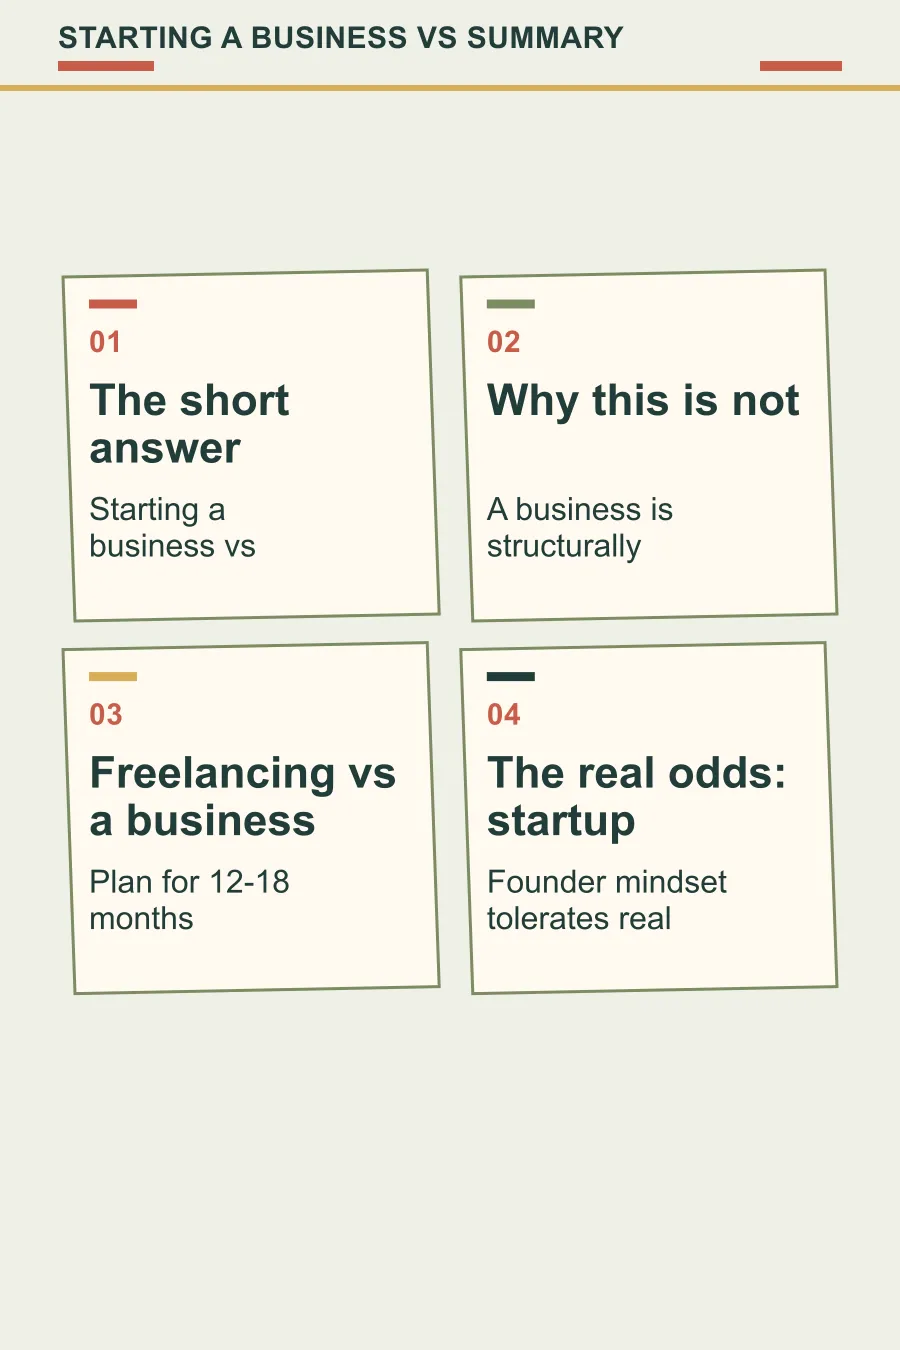 STARTING A BUSINESS VS SUMMARY
01
The short
answer
Starting a
business vs
02
Why this is not
A business is
structurally
03
Freelancing vs
a business
Plan for 12-18
months
04
The real odds:
startup
Founder mindset
tolerates real